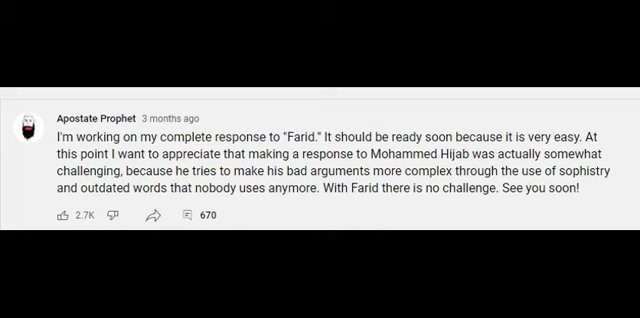 Apostate Prophet 3 months ago
I'm working on my complete response to "Farid." It should be ready soon because it is very easy. At
this point I want to appreciate that making a response to Mohammed Hijab was actually somewhat
challenging, because he tries to make his bad arguments more complex through the use of sophistry
and outdated words that nobody uses anymore. With Farid there is no challenge. See you soon!
2.7K 670